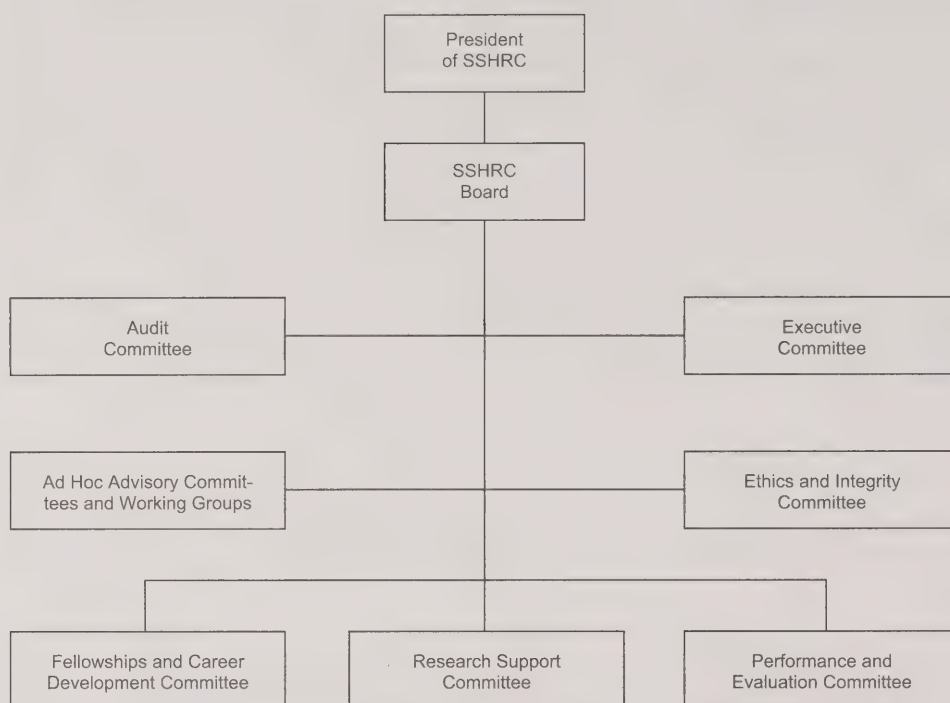 President
of SSHRC
SSHRC
Board
Audit
Committee
Executive
Committee
Ad Hoc Advisory Commit-
tees and Working Groups
Ethics and Integrity
Committee
Fellowships and Career
Development Committee
Research Support
Committee
Performance and
Evaluation Committee